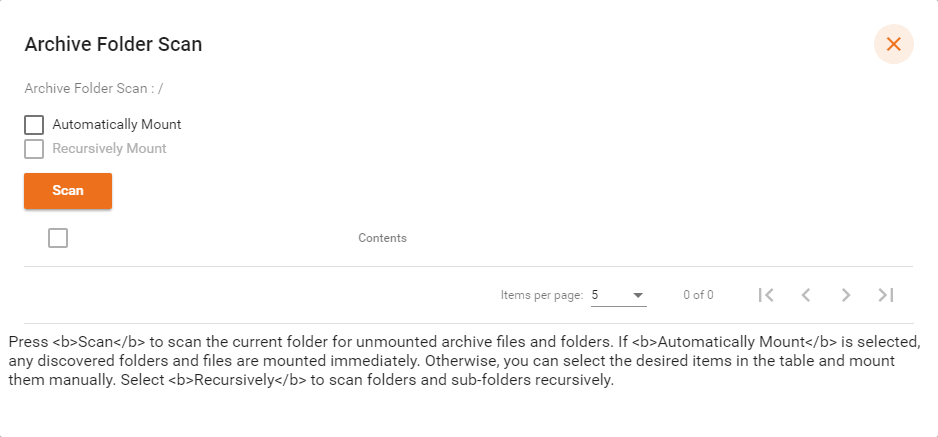 Archive Folder Scan
Archive Folder Scan : /
Automatically Mount
Recursively Mount
Scan
Contents
Items per page: 5 0 of 0
Press <b>Scan</b> to scan the current folder for unmounted archive files and folders. If <b>Automatically Mount</b> is selected,
any discovered folders and files are mounted immediately. Otherwise, you can select the desired items in the table and mount
them manually. Select <b>Recursively</b> to scan folders and sub-folders recursively.